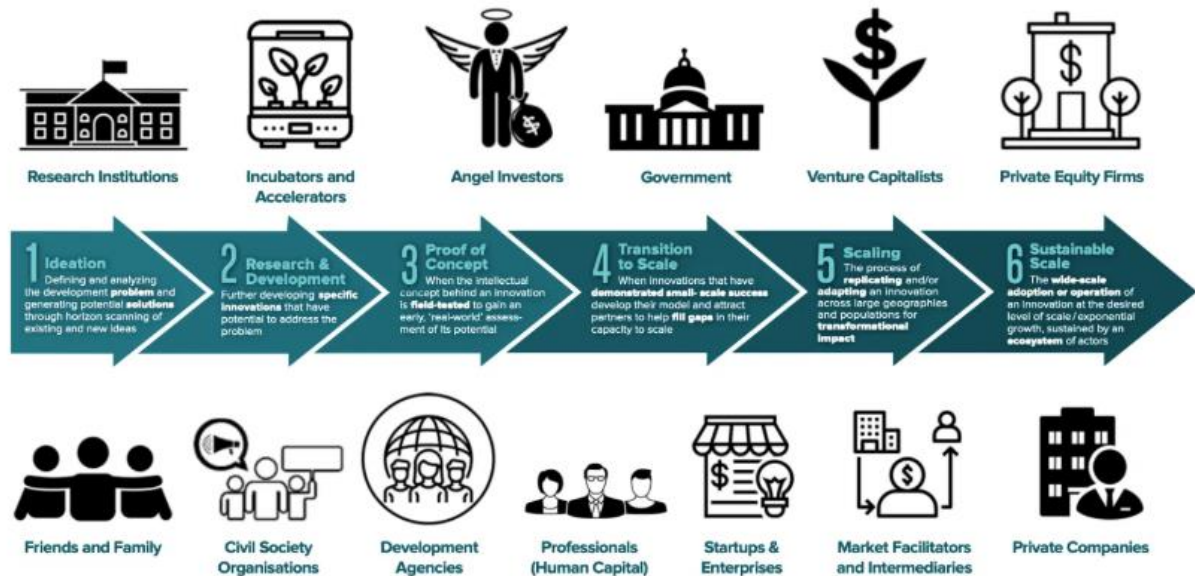 Research Institutions
Incubators and
Accelerators
Angel Investors
Government
Venture Capitalists
Private Equity Firms
1 Ideation
Defining and analyzing
the development problem and
generating potential solutions
through horizon scanning of
existing and new ideas
2 Research &
Development
Further developing specific
innovations that have
potential to address the
problem
3 Proof of
Concept
When the intellectual
concept behind an innovation
is field-tested to gain an
early, 'real-world' assess-
ment of its potential
4 Transition
to Scale
When innovations that have
demonstrated small- scale success
develop their model and attract
partners to help fill gaps in their
capacity to scale
5 Scaling
The process of
replicating and/or
adapting an innovation
across large geographies
and populations for
transformational
impact
6 Sustainable
Scale
The wide-scale
adoption or operation of
an innovation at the desired
level of scale/exponential
growth, sustained by an
ecosystem of actors
Friends and Family
Civil Society
Organisations
Development
Agencies
Professionals
(Human Capital)
Startups &
Enterprises
Market Facilitators
and Intermediaries
Private Companies